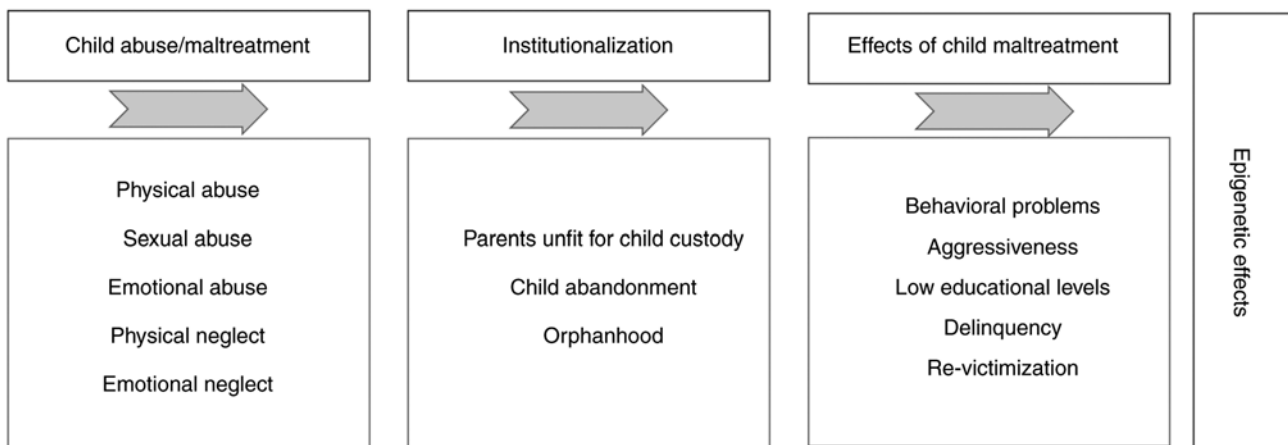 Child abuse/maltreatment
Physical abuse
Sexual abuse
Emotional abuse
Physical neglect
Emotional neglect
Institutionalization
Parents unfit for child custody
Child abandonment
Orphanhood
Effects of child maltreatment
Behavioral problems
Aggressiveness
Low educational levels
Delinquency
Re-victimization
Epigenetic effects